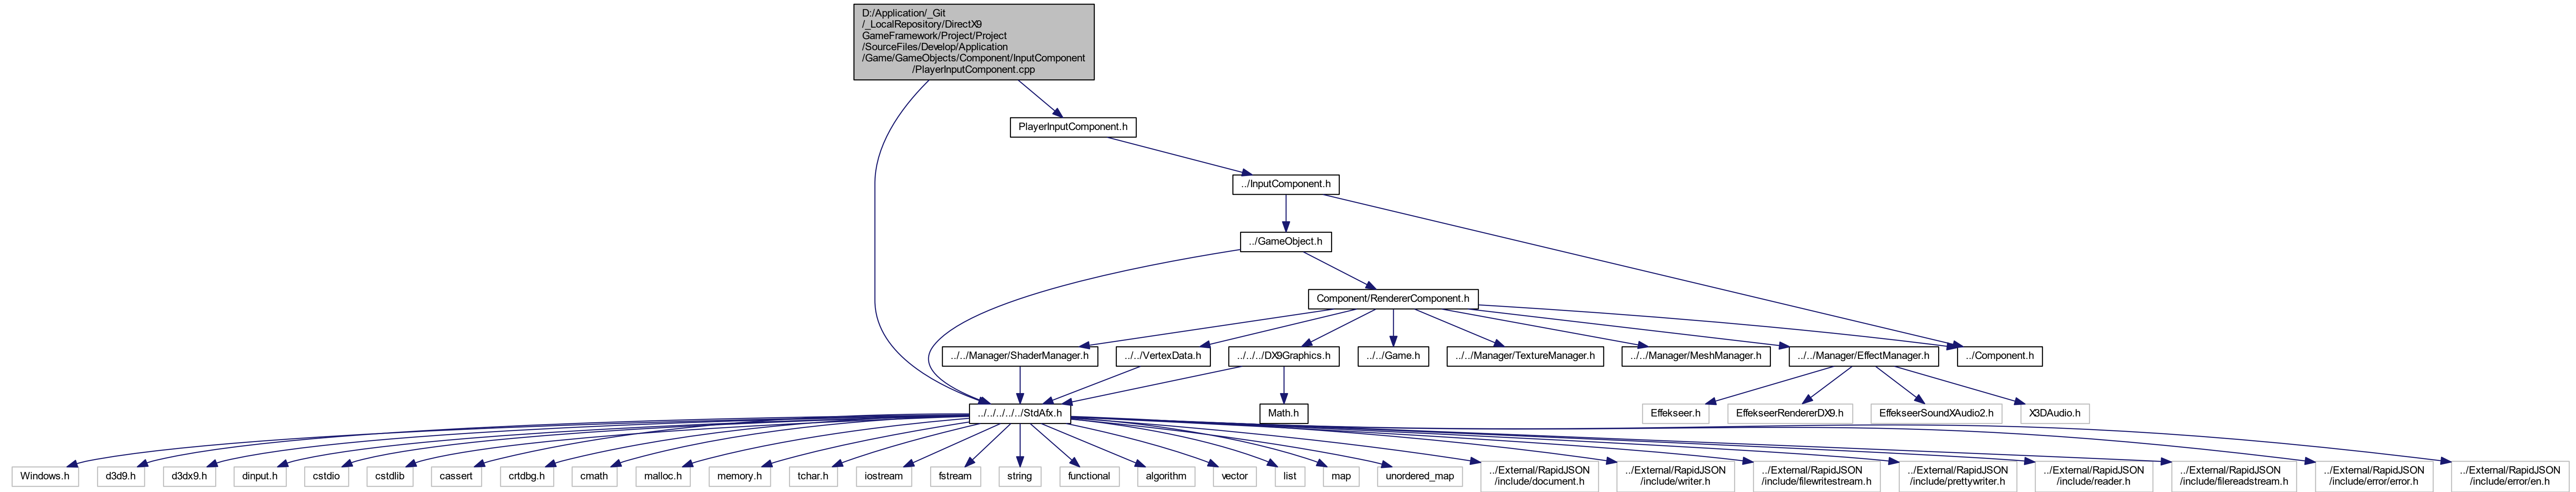 D:/Application/_Git
/_LocalRepository/DirectX9
GameFramework/Project/Project
/SourceFiles/Develop/Application
/Game/GameObjects/Component/InputComponent
/PlayerInputComponent.cpp
PlayerInputComponent.h
../InputComponent.h
../GameObject.h
Component/RendererComponent.h
../../Manager/ShaderManager.h
../../VertexData.h
../../../DX9Graphics.h
../../Game.h
../../Manager/TextureManager.h
../../Manager/MeshManager.h
../../Manager/EffectManager.h
../Component.h
../../../../../StdAfx.h
Math.h
Effekseer.h
EffekseerRendererDX9.h
EffekseerSoundXAudio2.h
X3DAudio.h
Windows.h
d3d9.h
d3dx9.h
dinput.h
cstdio
cstdlib
cassert
crtdbg.h
cmath
malloc.h
memory.h
tchar.h
iostream
fstream
string
functional
algorithm
vector
list
map
unordered_map
../External/RapidJSON
/include/document.h
../External/RapidJSON
/include/writer.h
../External/RapidJSON
/include/filewritestream.h
../External/RapidJSON
/include/prettywriter.h
../External/RapidJSON
/include/reader.h
../External/RapidJSON
/include/filereadstream.h
../External/RapidJSON
/include/error/error.h
../External/RapidJSON
/include/error/en.h